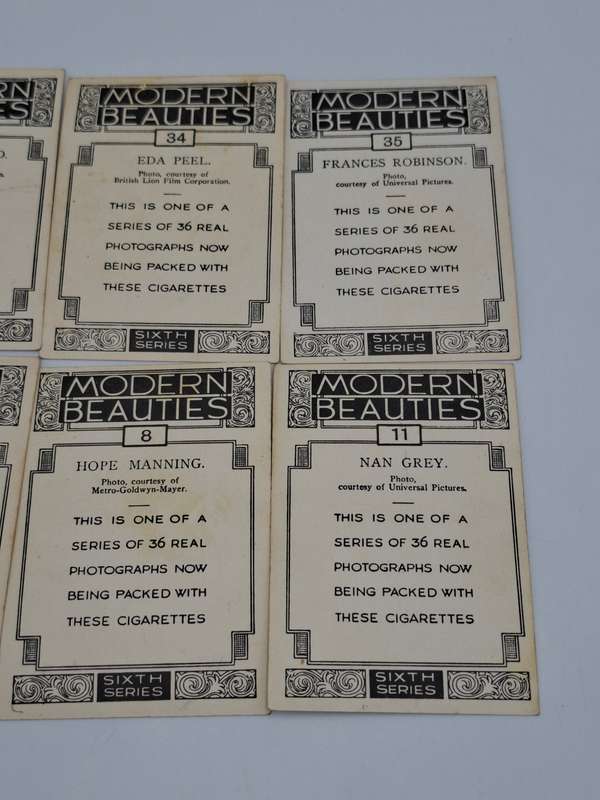 MODERN
BEAUTIES
34
EDA PEEL.
Photo, courtesy of
British Lion Film Corporation.
THIS IS ONE OF A
SERIES OF 36 REAL
PHOTOGRAPHS NOW
BEING PACKED WITH
THESE CIGARETTES
SIXTH
SERIES
MODERN
BEAUTIES
35
FRANCES ROBINSON.
Photo,
courtesy of Universal Pictures.
THIS IS ONE OF A
SERIES OF 36 REAL
PHOTOGRAPHS NOW
BEING PACKED WITH
THESE CIGARETTES
SIXTH
SERIES
MODERN
BEAUTIES
8
HOPE MANNING.
Photo, courtesy of
Metro-Goldwyn-Mayer.
THIS IS ONE OF A
SERIES OF 36 REAL
PHOTOGRAPHS NOW
BEING PACKED WITH
THESE CIGARETTES
SIXTH
SERIES
MODERN
BEAUTIES
11
NAN GREY.
Photo,
courtesy of Universal Pictures.
THIS IS ONE OF A
SERIES OF 36 REAL
PHOTOGRAPHS NOW
BEING PACKED WITH
THESE CIGARETTES
SIXTH
SERIES